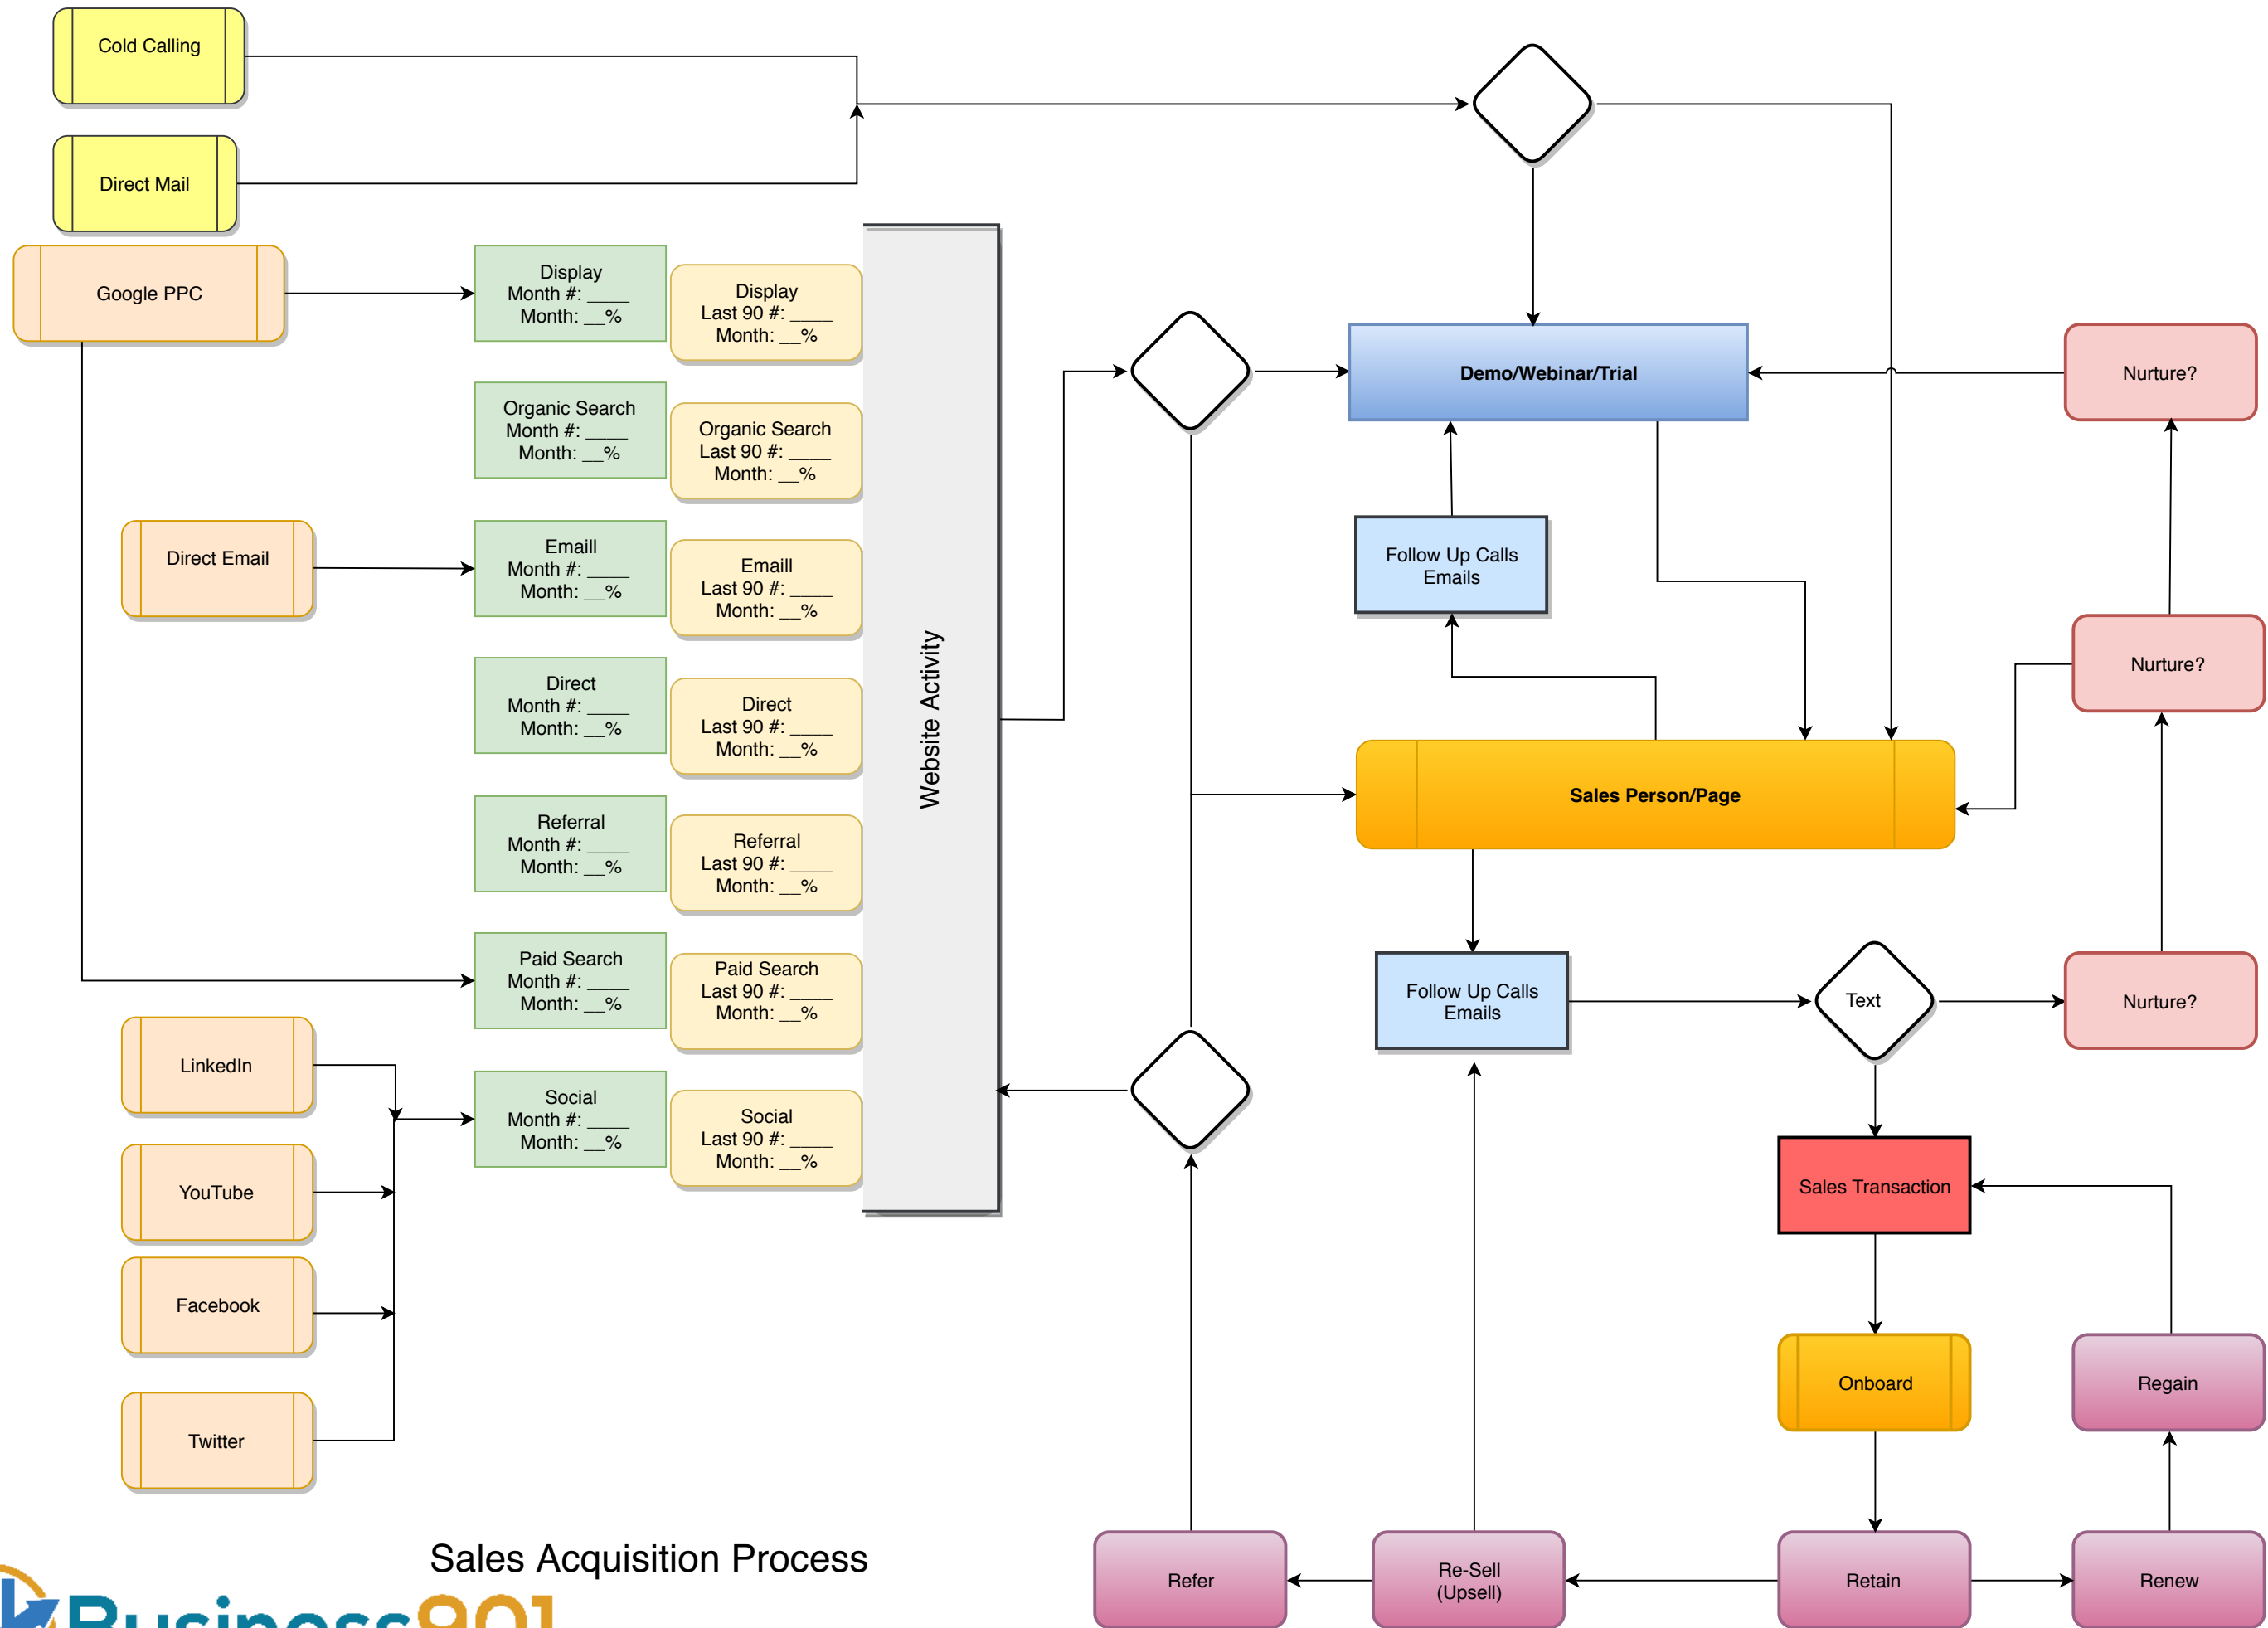 Cold Calling
Direct Mail
Google PPC
Display
Month #: ____
Month: __%
Display
Last 90 #: ____
Month: __%
Demo/Webinar/Trial
Nurture?
Organic Search
Month #: ____
Month: __%
Organic Search
Last 90 #: ____
Month: __%
Direct Email
Emaill
Month #: ____
Month: __%
Emaill
Last 90 #: ____
Month: __%
Follow Up Calls
Emails
Nurture?
Direct
Month #: ____
Month: __%
Direct
Last 90 #: ____
Month: __%
Website Activity
Sales Person/Page
Referral
Month #: ____
Month: __%
Referral
Last 90 #: ____
Month: __%
Paid Search
Month #: ____
Month: __%
Paid Search
Last 90 #: ____
Month: __%
Follow Up Calls
Emails
Text
Nurture?
LinkedIn
Social
Month #: ____
Month: __%
Social
Last 90 #: ____
Month: __%
YouTube
Sales Transaction
Facebook
Twitter
Onboard
Regain
Sales Acquisition Process
Refer
Re-Sell
(Upsell)
Retain
Renew
Business901